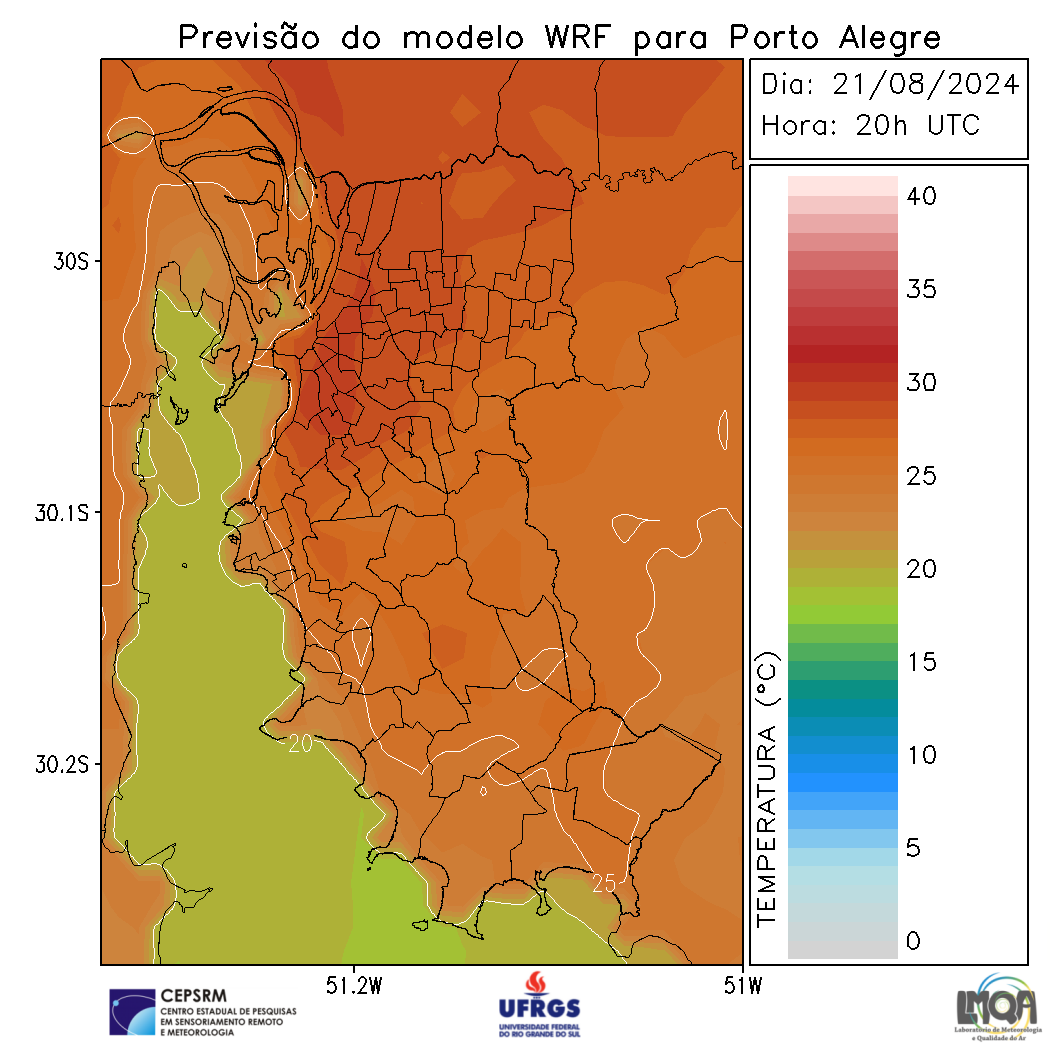 Previsão do modelo WRF para Porto Alegre
Dia: 21/08/2024
Hora: 20h UTC
40
35
30
25
20
15
10
5
0
TEMPERATURA (°C)
30S
30.1S
30.2S
20
25
51.2W
51W
CEPSRM
CENTRO ESTADUAL DE PESQUISAS
EM SENSORIAMENTO REMOTO
E METEOROLOGIA
UFRGS
UNIVERSIDADE FEDERAL
DO RIO GRANDE DO SUL
LMQA
Laboratório de Meteorologia
e Qualidade do Ar